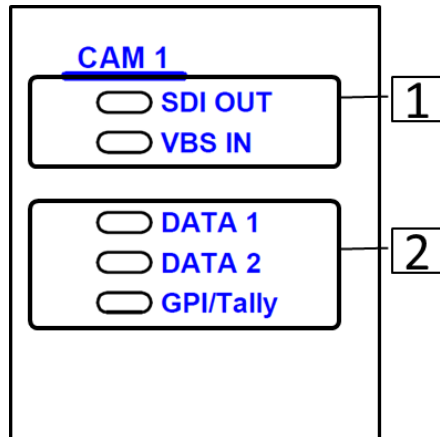 CAM 1
SDI OUT
1
VBS IN
DATA 1
DATA 2
2
GPI/Tally